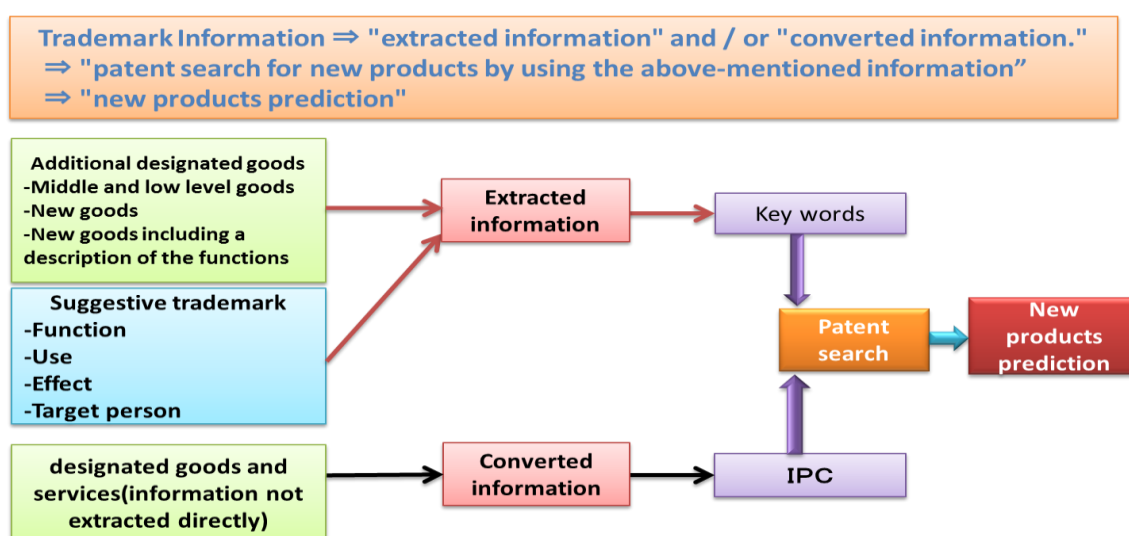 Trademark Information ⇒ "extracted information" and / or "converted information."
⇒ "patent search for new products by using the above-mentioned information”
⇒ "new products prediction"
Additional designated goods
-Middle and low level goods
-New goods
-New goods including a
description of the functions
Suggestive trademark
-Function
-Use
-Effect
-Target person
designated goods and
services(information not
extracted directly)
Extracted
information
Converted
information
Key words
IPC
Patent
search
New
products
prediction